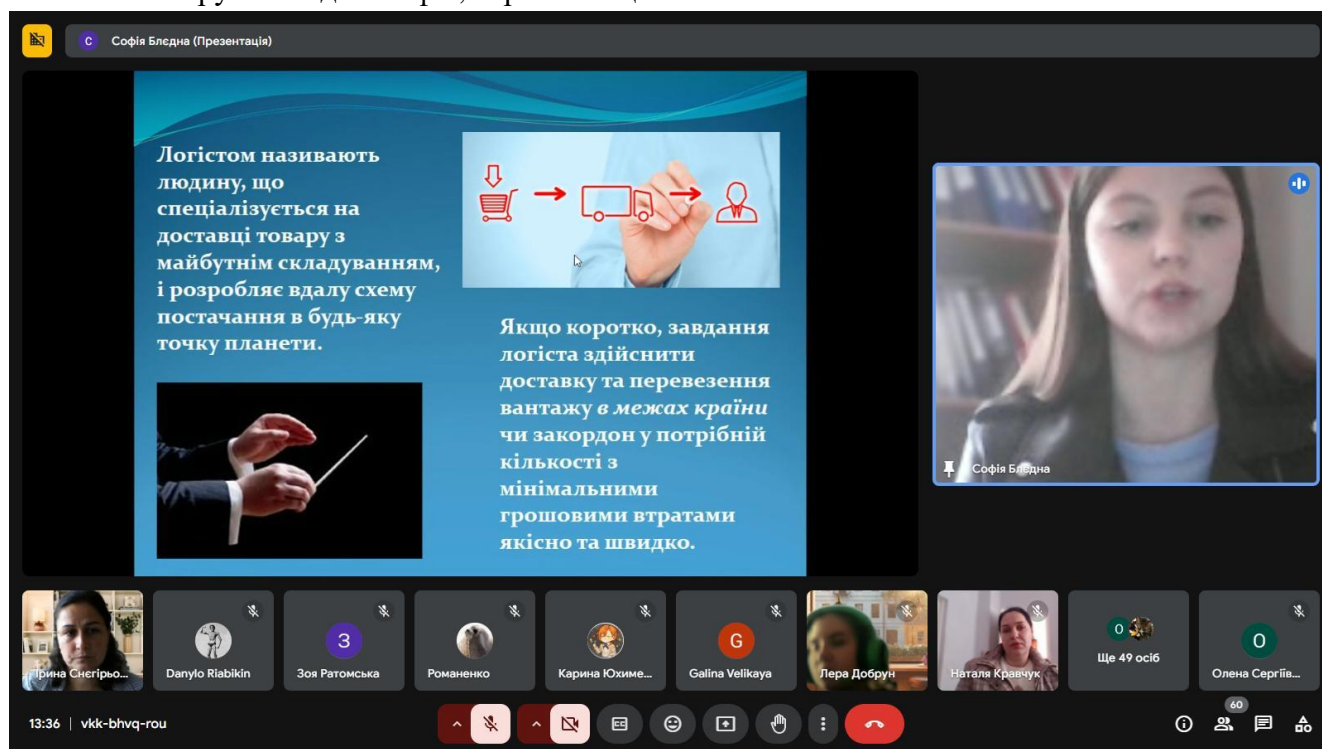 Софія Блєдна (Презентація)
Логістом називають
людину, що
спеціалізується на
доставці товару з
майбутнім складуванням,
і розробляє вдалу схему
постачання в будь-яку
точку планети.
Якщо коротко, завдання
логіста здійснити
доставку та перевезення
вантажу в межах країни
чи закордон у потрібній
кількості з
мінімальними
грошовими втратами
якісно та швидко.
Софія Блєдна
Ірина Снєгірьо...
Danylo Riabikin
Зоя Ратомська
Романенко
Карина Юхиме...
Galina Velikaya
Лера Добрун
Наталя Кравчук
Ще 49 осіб
Олена Сергіїв...
13:36 | vkk-bhvq-rou
60